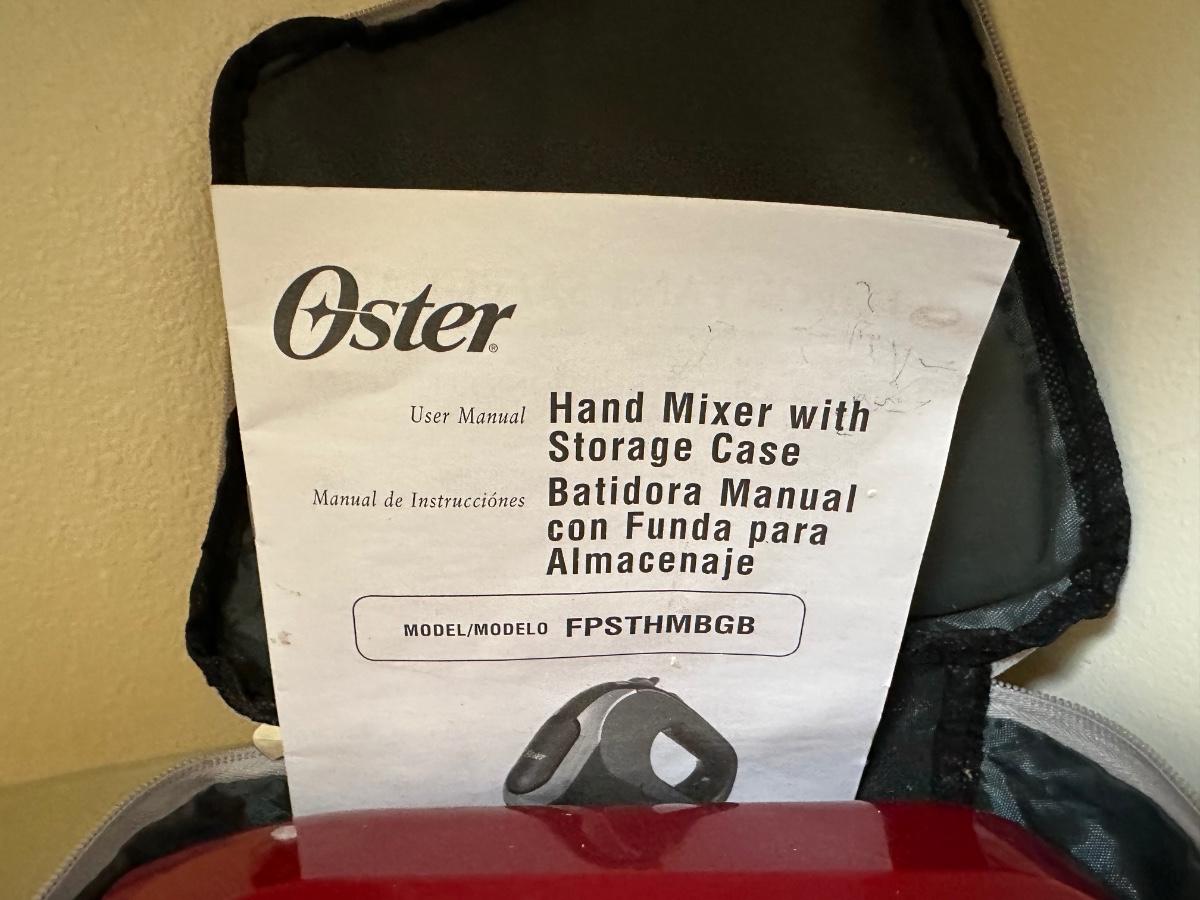 Oster®
User Manual Hand Mixer with
Storage Case
Manual de Instrucciónes Batidora Manual
con Funda para
Almacenaje
MODEL/MODELO FPSTHMBGB